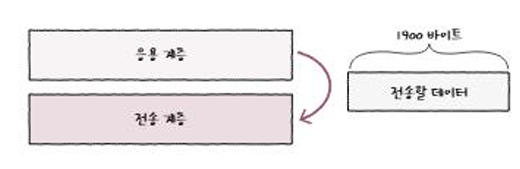 응용 계층
전송 계층
1900 바이트
전송할 데이터